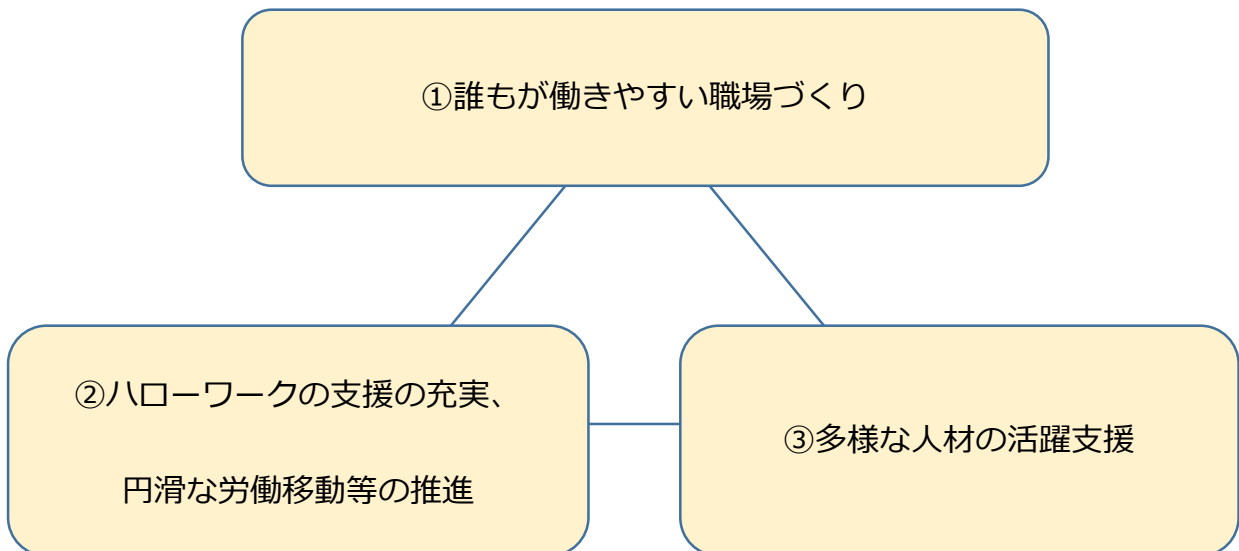 ①誰もが働きやすい職場づくり
②ハローワークの支援の充実、
円滑な労働移動等の推進
③多様な人材の活躍支援